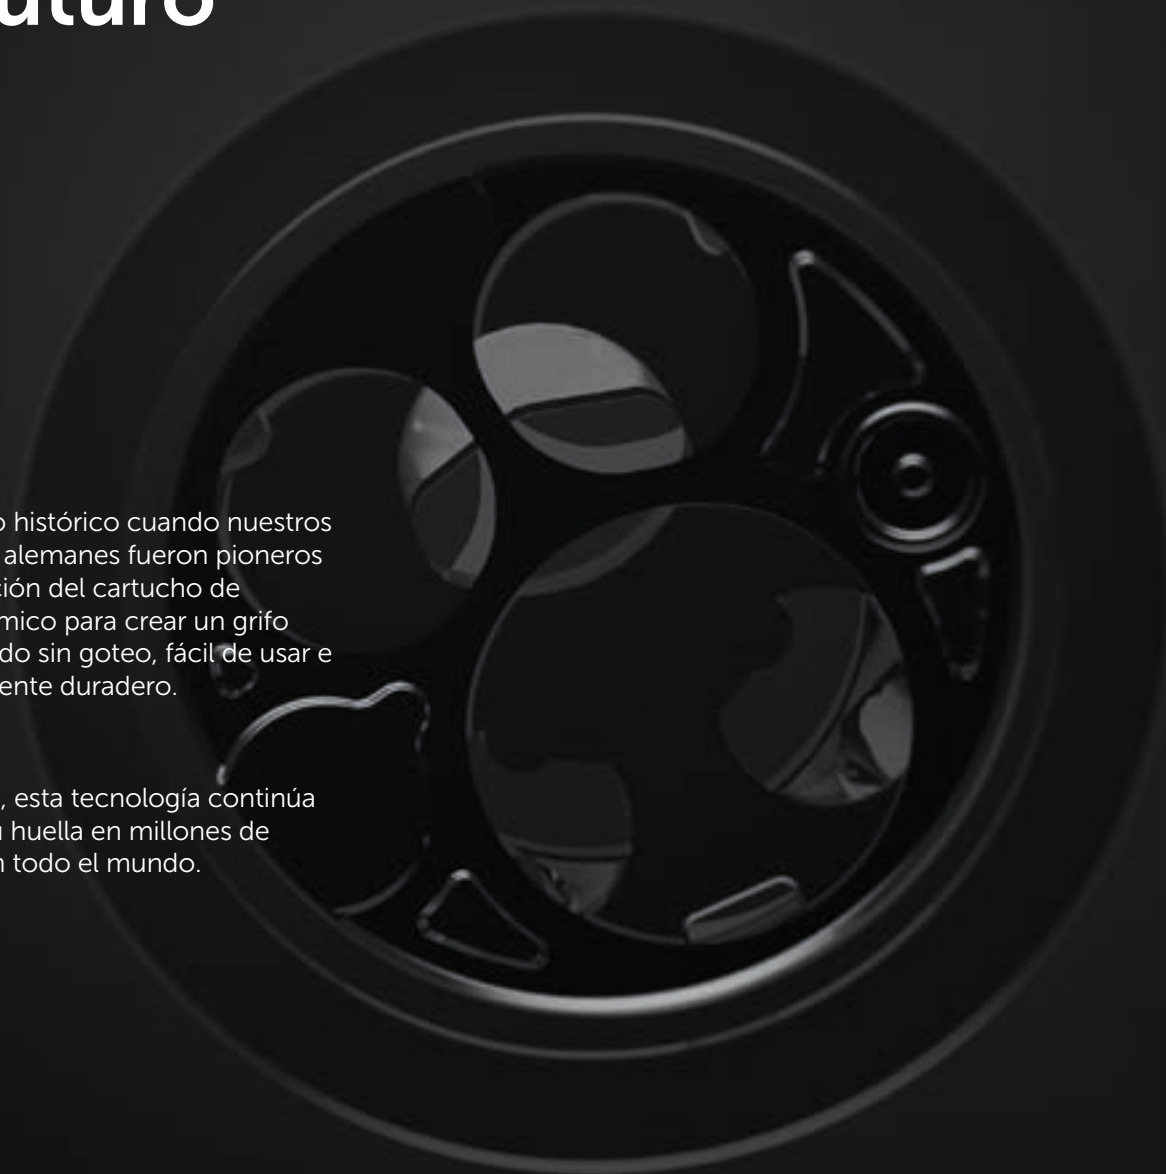 uturo
o histórico cuando nuestros
alemanes fueron pioneros
ción del cartucho de
mico para crear un grifo
do sin goteo, fácil de usar e
ente duradero.
, esta tecnología continúa
u huella en millones de
n todo el mundo.